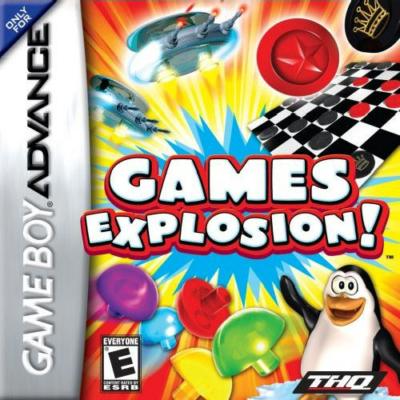 ONLY FOR
GAME BOY ADVANCE
GAMES
EXPLOSION!
TM
EVERYONE
E
CONTENT RATED BY
ESRB
THQ